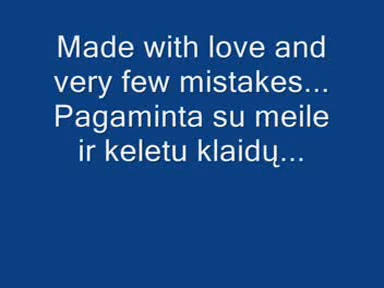 Made with love and
very few mistakes...
Pagaminta su meile
ir keletu klaidų...